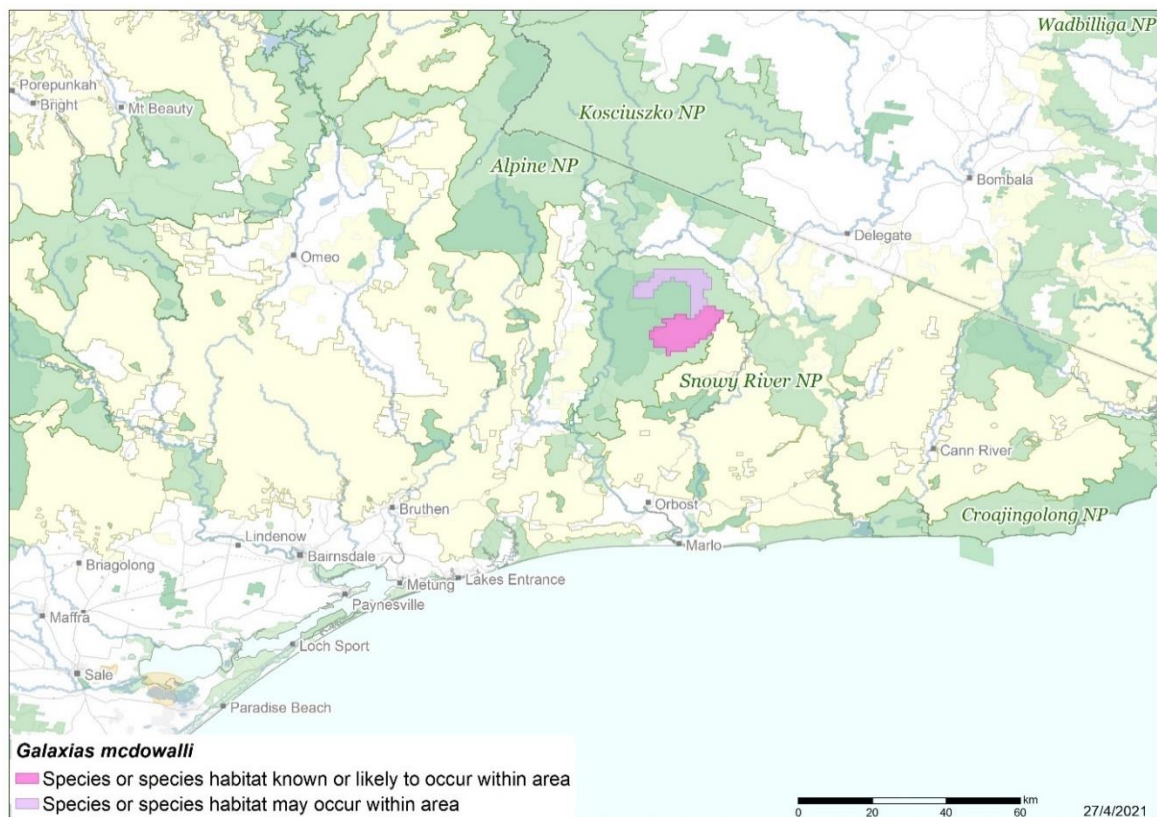 Wadbilliga NP
Porepunkah
Bright
Mt Beauty
Kosciuszko NP
Alpine NP
Bombala
Delegate
Omeo
Snowy River NP
Cann River
Orbost
Bruthen
Croajingolong NP
Lindenow
Bairnsdale
Marlo
Briagolong
Metung
Lakes Entrance
Paynesville
Maffra
Loch Sport
Sale
Paradise Beach
Galaxias mcdowalli
Species or species habitat known or likely to occur within area
Species or species habitat may occur within area
km
0 20 40 60
27/4/2021